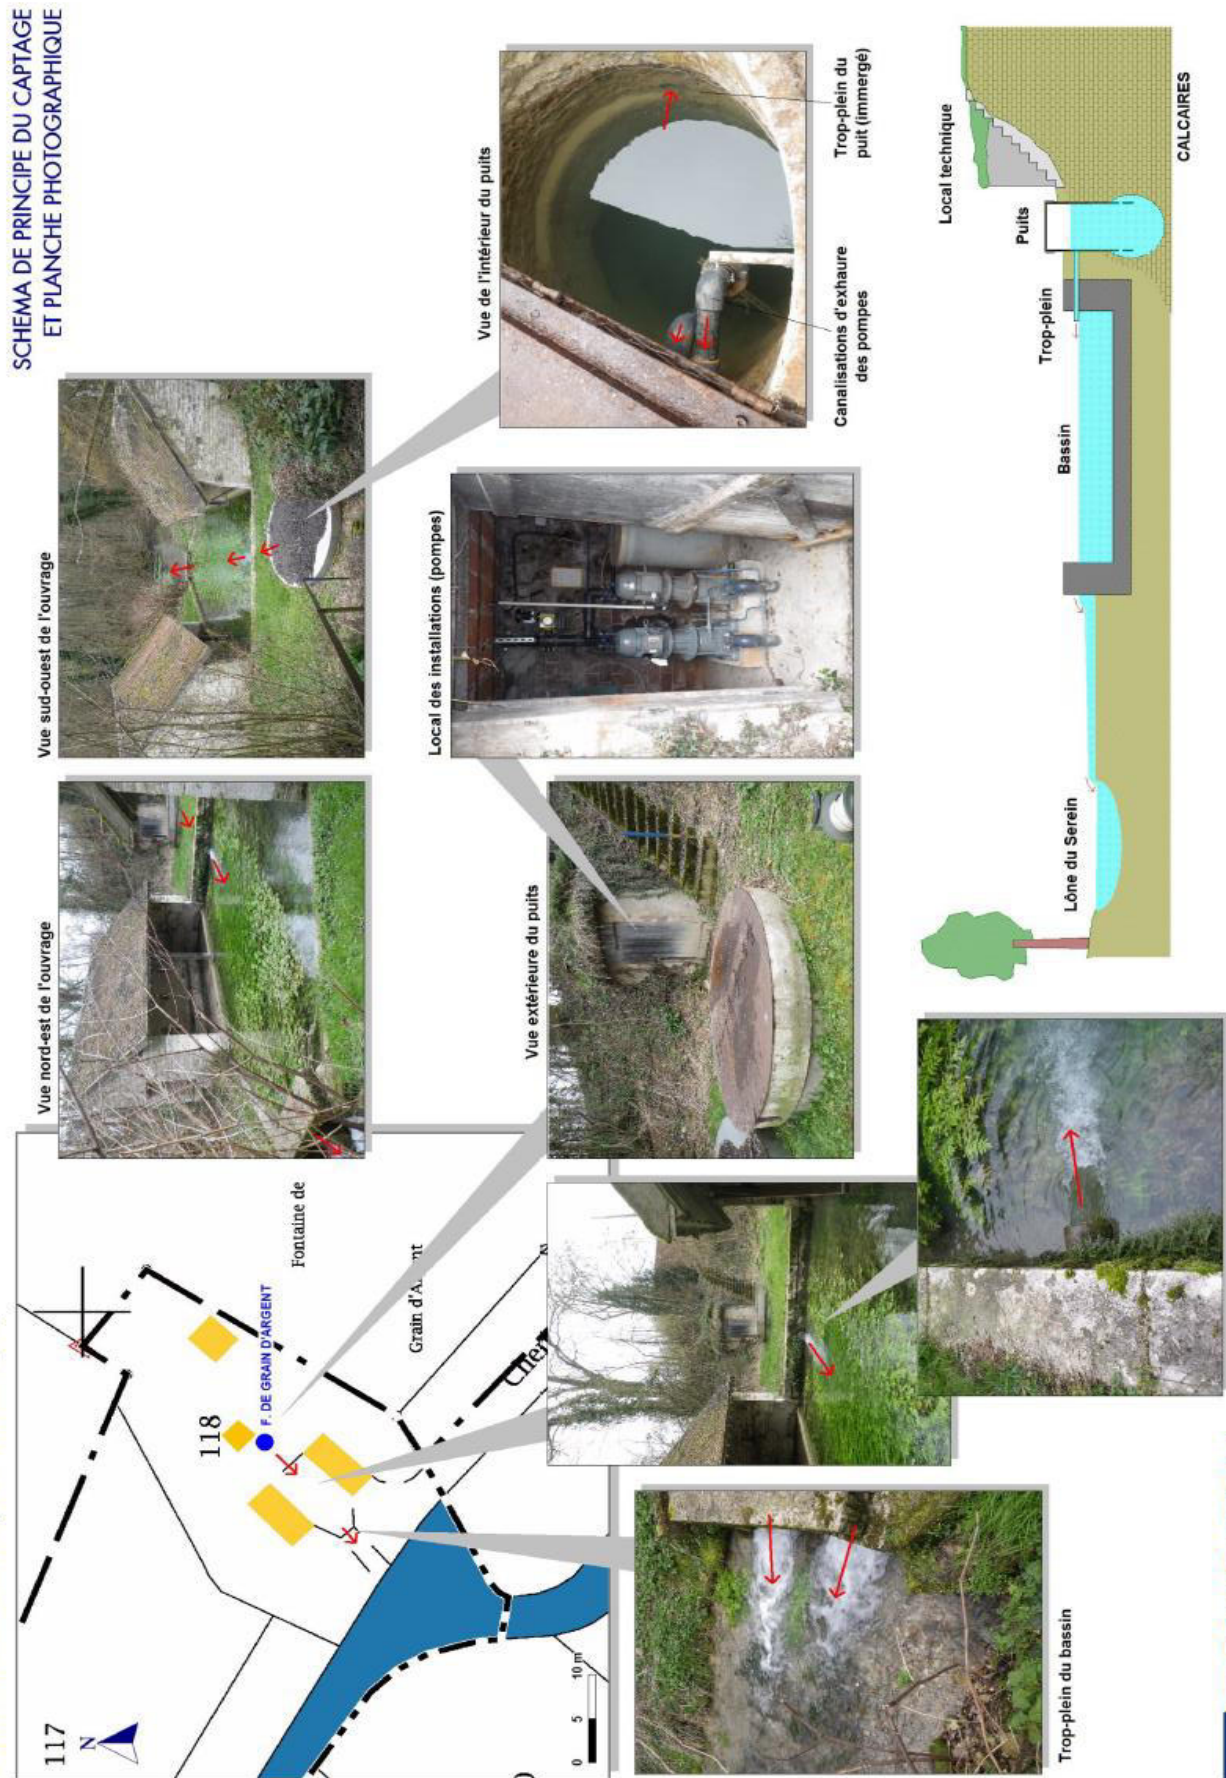 SCHEMA DE PRINCIPE DU CAPTAGE
ET PLANCHE PHOTOGRAPHIQUE
117
N
0 5 10 m
118
F. DE GRAIN D'ARGENT
Fontaine de
Vue nord-est de l'ouvrage
Vue sud-ouest de l'ouvrage
Vue extérieure du puits
Local des installations (pompes)
Vue de l'intérieur du puits
Canalisations d'exhaure
des pompes
Trop-plein du
puit (immergé)
Trop-plein du bassin
Lône du Serein
Bassin
Trop-plein
Puits
Local technique
CALCAIRES